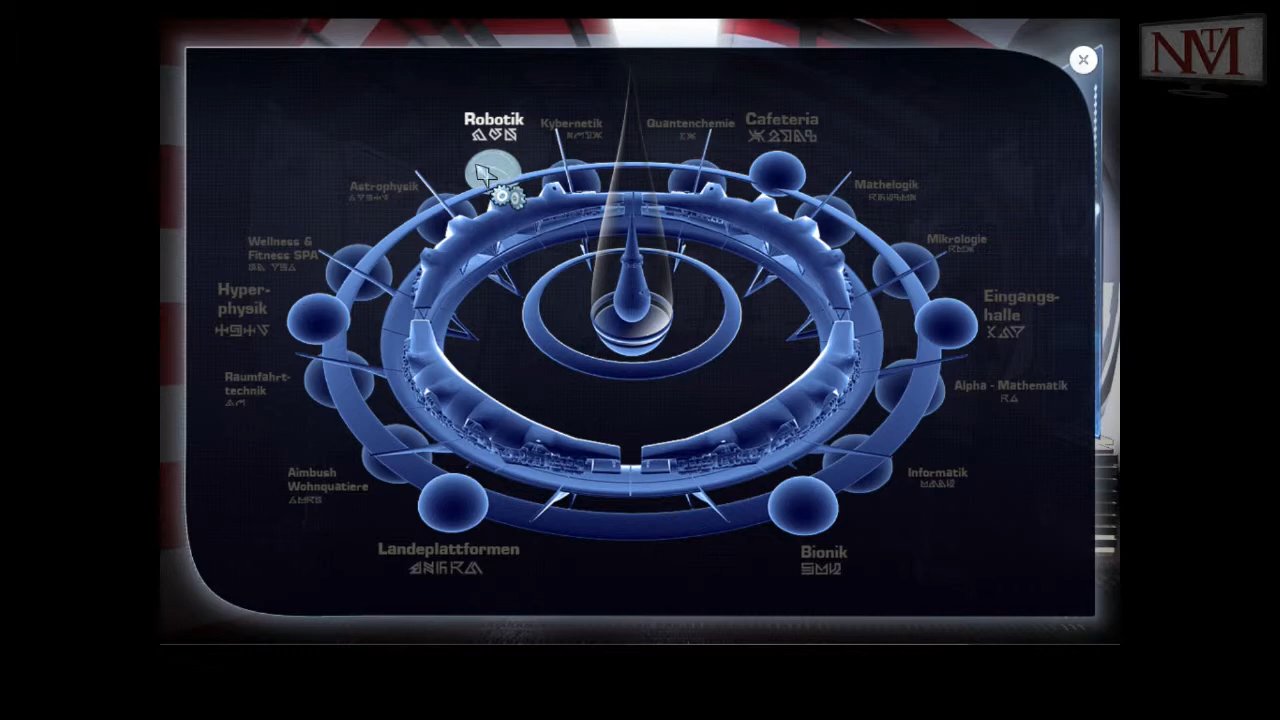 NMT
Robotik
Kybernetik
Quantenchemie
Cafeteria
Astrophysik
Mathelogik
Wellness &
Fitness SPA
Mikrologie
Hyper-
physik
Eingangs-
halle
Raumfahrt-
technik
Alpha - Mathematik
Aimbush
Wohnquatiere
Informatik
Landeplattformen
Bionik